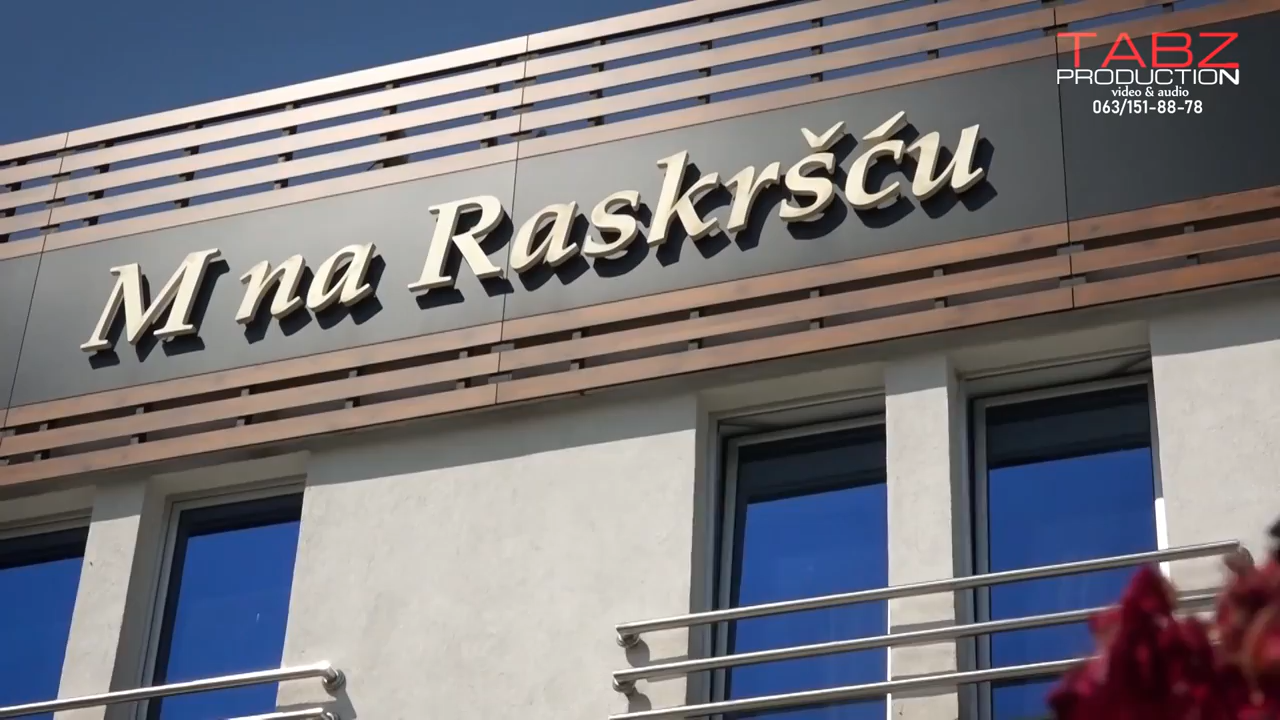 TABZ
PRODUCTION
video & audio
063/151-88-78
M na Raskršću